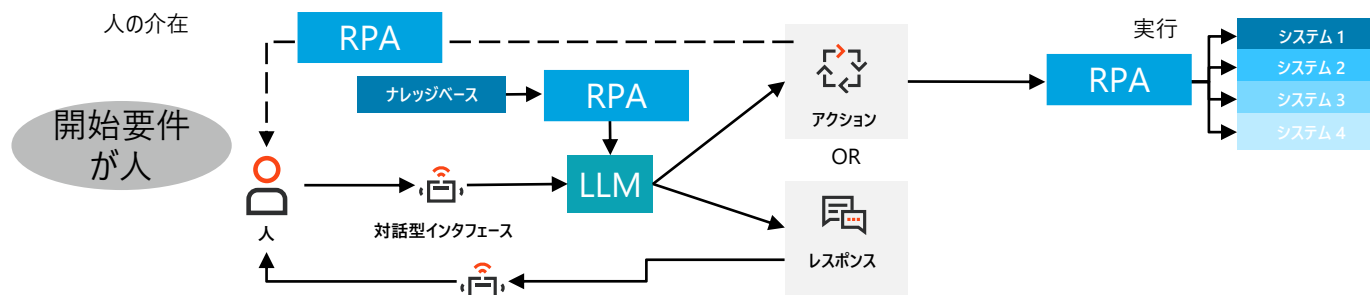 人の介在
RPA
実行
システム 1
システム 2
システム 3
システム 4
RPA
ナレッジベース
RPA
アクション
OR
開始要件
が人
LLM
人
対話型インタフェース
レスポンス